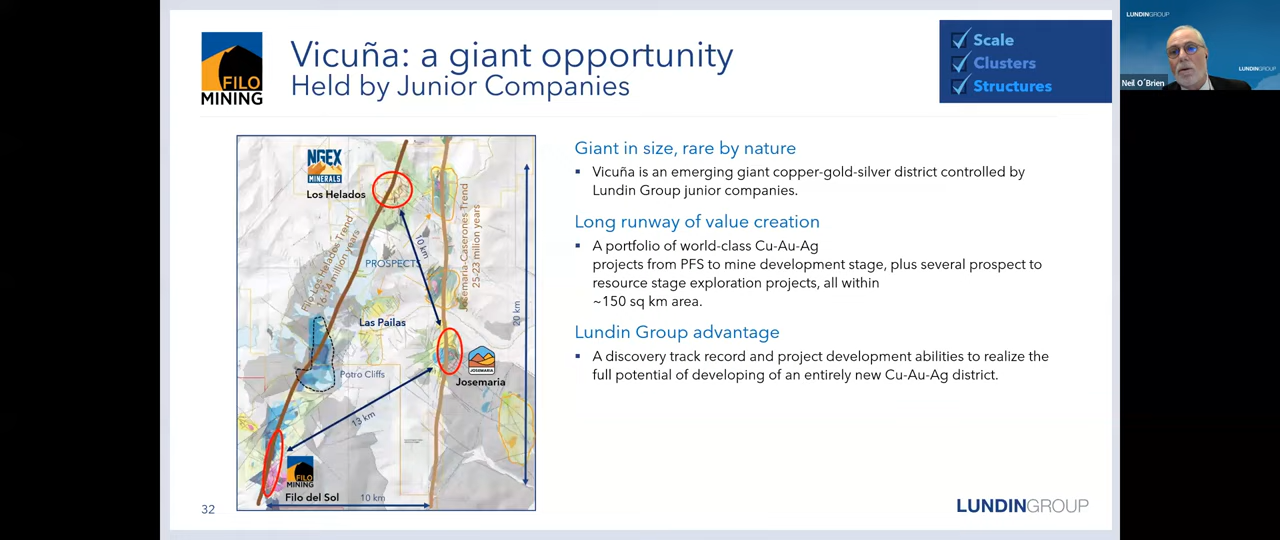 FILO
MINING
Vicuña: a giant opportunity
Held by Junior Companies
Scale
Clusters
Structures
LUNDINGROUP
LUNDINGROUP
Neil O´Brien
NGEX
MINERALS
Los Helados
Filo-Los Helados Trend
16-14 million years
PROSPECTS
10 km
Josemaria-Caserones Trend
25-23 million years
20 km
Las Pailas
Potro Cliffs
JOSEMARIA
Josemaria
13 km
FILO
MINING
Filo del Sol
10 km
Giant in size, rare by nature
▪ Vicuña is an emerging giant copper-gold-silver district controlled by
Lundin Group junior companies.
Long runway of value creation
▪ A portfolio of world-class Cu-Au-Ag
projects from PFS to mine development stage, plus several prospect to
resource stage exploration projects, all within
~150 sq km area.
Lundin Group advantage
▪ A discovery track record and project development abilities to realize the
full potential of developing of an entirely new Cu-Au-Ag district.
32
LUNDINGROUP